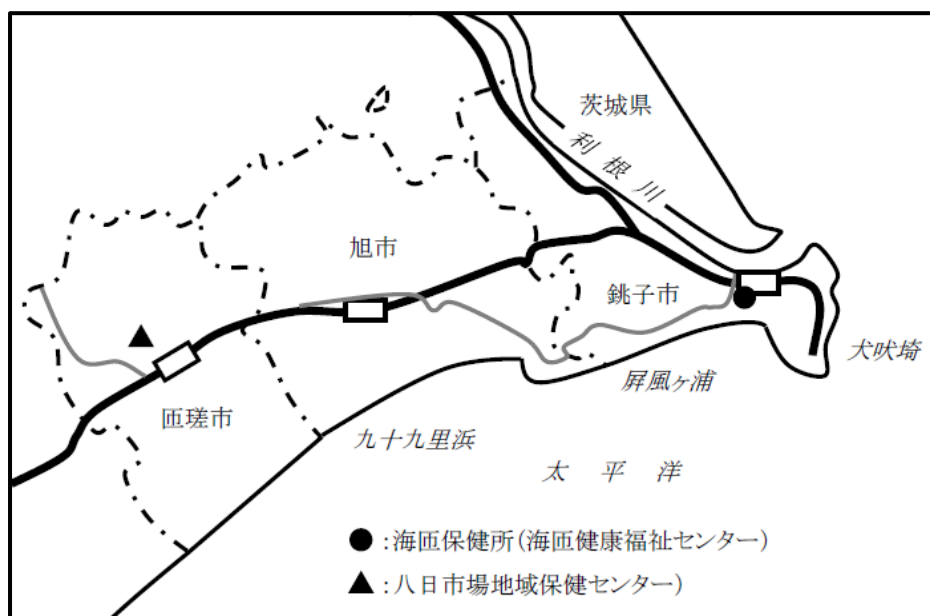 茨城県
利根川
旭市
銚子市
犬吠埼
屏風ヶ浦
匝瑳市
九十九里浜
太平洋
●:海匝保健所(海匝健康福祉センター)
▲:八日市場地域保健センター)